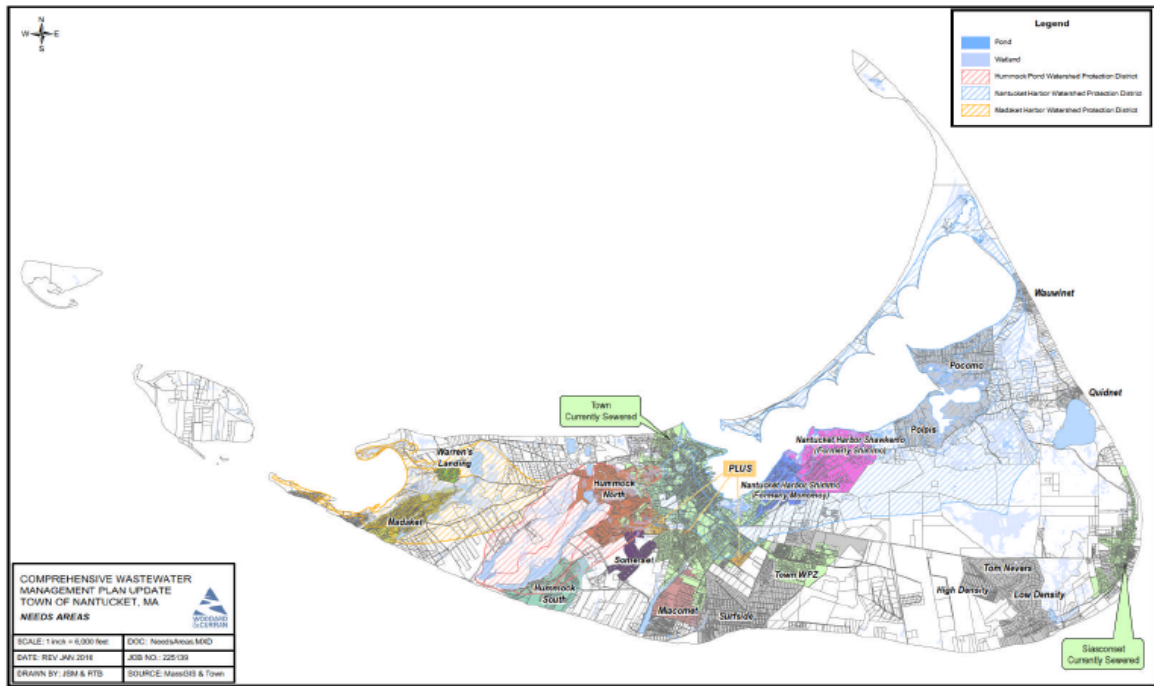 N
W E
S
Legend
Pond
Wetland
Hummock Pond Watershed Protection District
Nantucket Harbor Watershed Protection District
Madaket Harbor Watershed Protection District
Wauwinet
Pocomo
Quidnet
Town
Currently Sewered
Polpis
Nantucket Harbor Shawkemo
(Formerly Shimmo)
Warren's
Landing
PLUS
Hummock
North
Nantucket Harbor Shimmo
(Formerly Monomoy)
Madaket
Somerset
Town WPZ
Tom Nevers
Hummock
South
High Density
Low Density
Miacomet
Surfside
Siasconset
Currently Sewered
COMPREHENSIVE WASTEWATER
MANAGEMENT PLAN UPDATE
TOWN OF NANTUCKET, MA
NEEDS AREAS
WOODARD
& CURRAN
SCALE: 1 inch = 6,000 feet
DOC: NeedsAreas.MXD
DATE: REV JAN 2016
JOB NO.: 225139
DRAWN BY: JSM & RTB
SOURCE: MassGIS & Town